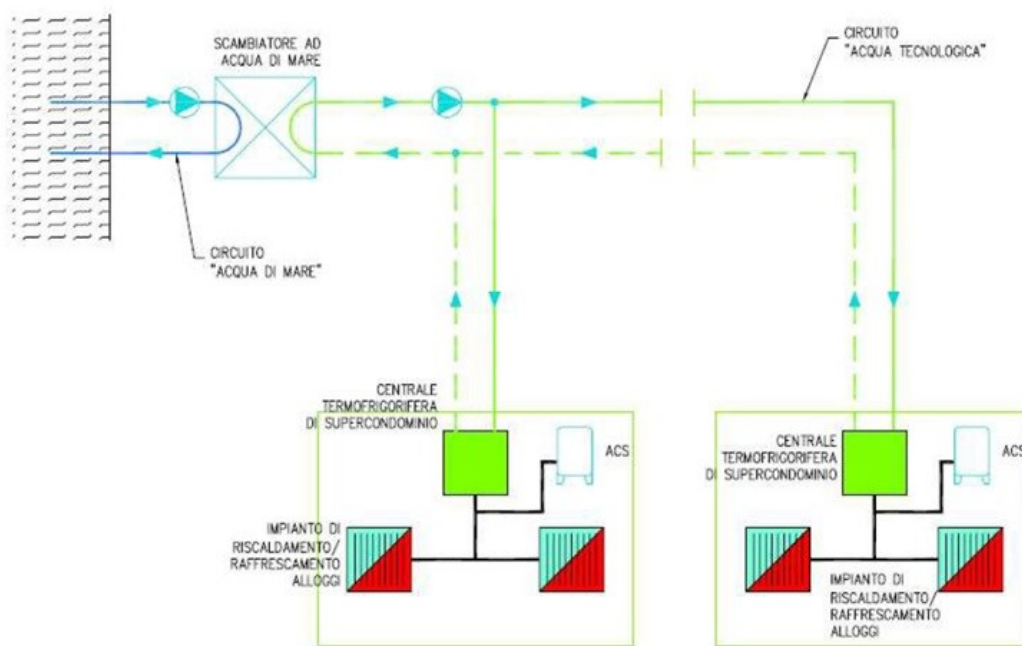 SCAMBIATORE AD
ACQUA DI MARE
CIRCUITO
"ACQUA TECNOLOGICA"
CIRCUITO
"ACQUA DI MARE"
CENTRALE
TERMOFRIGORIFERA
DI SUPERCONDOMINIO
ACS
IMPIANTO DI
RISCALDAMENTO/
RAFFRESCAMENTO
ALLOGGI
CENTRALE
TERMOFRIGORIFERA
DI SUPERCONDOMINIO
ACS
IMPIANTO DI
RISCALDAMENTO/
RAFFRESCAMENTO
ALLOGGI